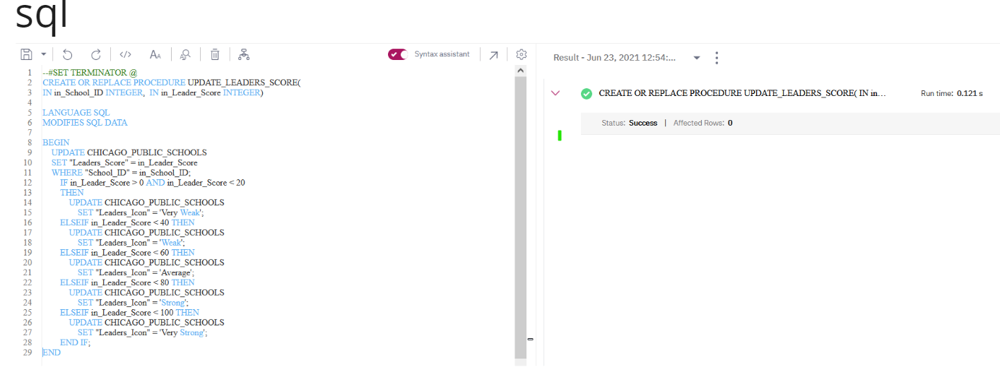 sql
Syntax assistant
Result - Jun 23, 2021 12:54:...
1 --#SET TERMINATOR @
2 CREATE OR REPLACE PROCEDURE UPDATE_LEADERS_SCORE(
3 IN in_School_ID INTEGER, IN in_Leader_Score INTEGER)
4
5 LANGUAGE SQL
6 MODIFIES SQL DATA
7
8 BEGIN
9 UPDATE CHICAGO_PUBLIC_SCHOOLS
10 SET "Leaders_Score" = in_Leader_Score
11 WHERE "School_ID" = in_School_ID;
12 IF in_Leader_Score > 0 AND in_Leader_Score < 20
13 THEN
14 UPDATE CHICAGO_PUBLIC_SCHOOLS
15 SET "Leaders_Icon" = 'Very Weak';
16 ELSEIF in_Leader_Score < 40 THEN
17 UPDATE CHICAGO_PUBLIC_SCHOOLS
18 SET "Leaders_Icon" = 'Weak';
19 ELSEIF in_Leader_Score < 60 THEN
20 UPDATE CHICAGO_PUBLIC_SCHOOLS
21 SET "Leaders_Icon" = 'Average';
22 ELSEIF in_Leader_Score < 80 THEN
23 UPDATE CHICAGO_PUBLIC_SCHOOLS
24 SET "Leaders_Icon" = 'Strong';
25 ELSEIF in_Leader_Score < 100 THEN
26 UPDATE CHICAGO_PUBLIC_SCHOOLS
27 SET "Leaders_Icon" = 'Very Strong';
28 END IF;
29 END
CREATE OR REPLACE PROCEDURE UPDATE_LEADERS_SCORE( IN in... Run time: 0.121 s
Status: Success | Affected Rows: 0